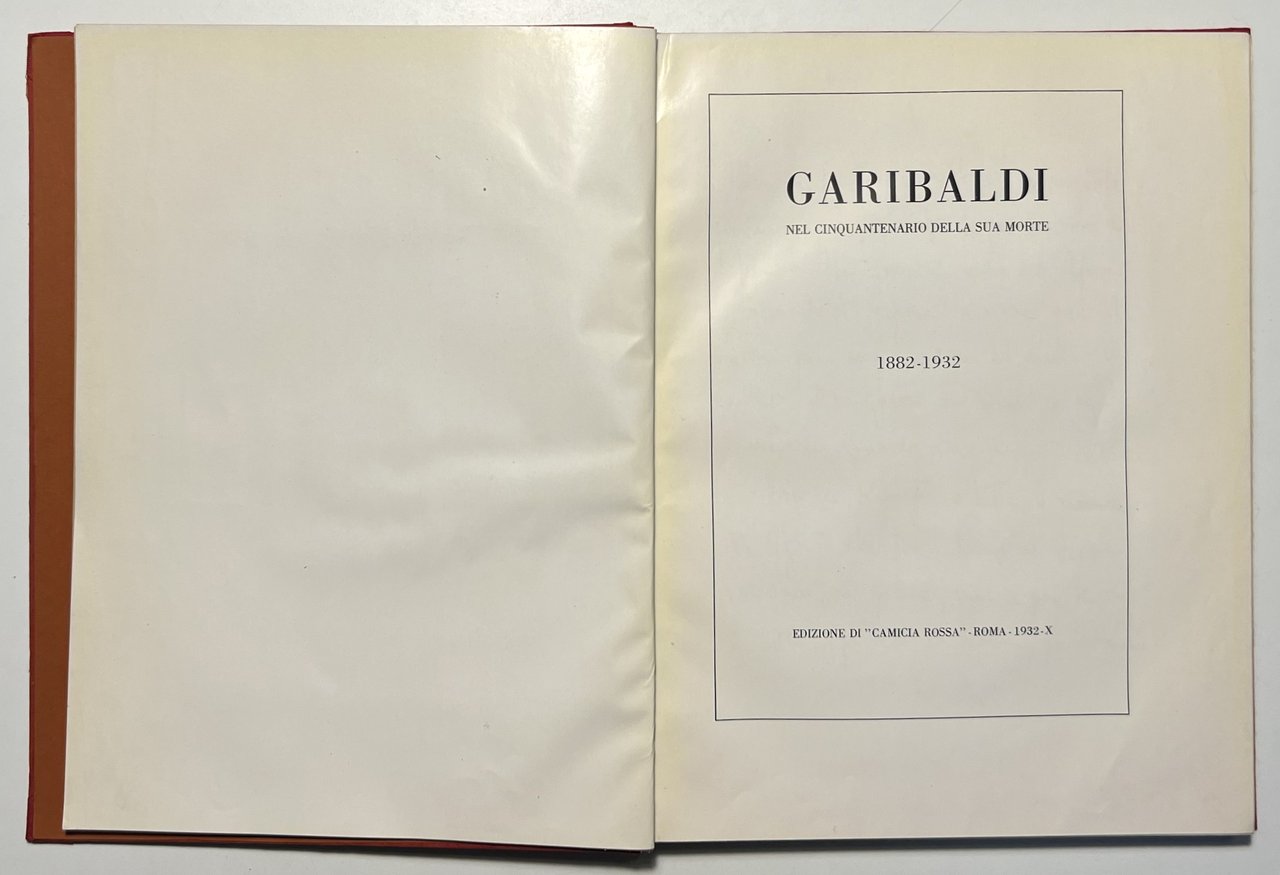 GARIBALDI
NEL CINQUANTENARIO DELLA SUA MORTE
1882-1932
EDIZIONE DI "CAMICIA ROSSA" - ROMA - 1932 - X